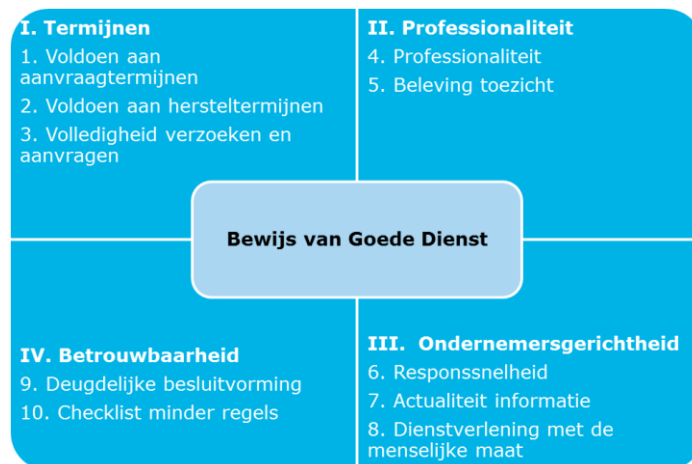 I. Termijnen
1. Voldoen aan
aanvraagtermijnen
2. Voldoen aan hersteltermijnen
3. Volledigheid verzoeken en
aanvragen
II. Professionaliteit
4. Professionaliteit
5. Beleving toezicht
Bewijs van Goede Dienst
IV. Betrouwbaarheid
9. Deugdelijke besluitvorming
10. Checklist minder regels
III. Ondernemersgerichtheid
6. Responssnelheid
7. Actualiteit informatie
8. Dienstverlening met de
menselijke maat